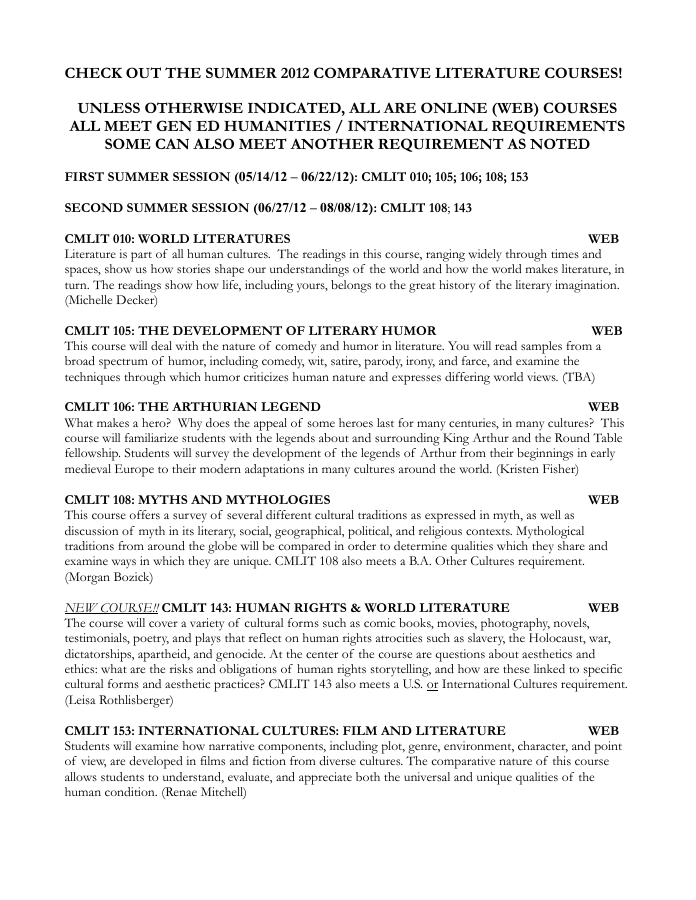 CHECK OUT THE SUMMER 2012 COMPARATIVE LITERATURE COURSES!
UNLESS OTHERWISE INDICATED, ALL ARE ONLINE (WEB) COURSES
ALL MEET GEN ED HUMANITIES / INTERNATIONAL REQUIREMENTS
SOME CAN ALSO MEET ANOTHER REQUIREMENT AS NOTED
FIRST SUMMER SESSION (05/14/12 – 06/22/12): CMLIT 010; 105; 106; 108; 153
SECOND SUMMER SESSION (06/27/12 – 08/08/12): CMLIT 108; 143
CMLIT 010: WORLD LITERATURES WEB
Literature is part of all human cultures. The readings in this course, ranging widely through times and
spaces, show us how stories shape our understandings of the world and how the world makes literature, in
turn. The readings show how life, including yours, belongs to the great history of the literary imagination.
(Michelle Decker)
CMLIT 105: THE DEVELOPMENT OF LITERARY HUMOR WEB
This course will deal with the nature of comedy and humor in literature. You will read samples from a
broad spectrum of humor, including comedy, wit, satire, parody, irony, and farce, and examine the
techniques through which humor criticizes human nature and expresses differing world views. (TBA)
CMLIT 106: THE ARTHURIAN LEGEND WEB
What makes a hero? Why does the appeal of some heroes last for many centuries, in many cultures? This
course will familiarize students with the legends about and surrounding King Arthur and the Round Table
fellowship. Students will survey the development of the legends of Arthur from their beginnings in early
medieval Europe to their modern adaptations in many cultures around the world. (Kristen Fisher)
CMLIT 108: MYTHS AND MYTHOLOGIES WEB
This course offers a survey of several different cultural traditions as expressed in myth, as well as
discussion of myth in its literary, social, geographical, political, and religious contexts. Mythological
traditions from around the globe will be compared in order to determine qualities which they share and
examine ways in which they are unique. CMLIT 108 also meets a B.A. Other Cultures requirement.
(Morgan Bozick)
NEW COURSE!! CMLIT 143: HUMAN RIGHTS & WORLD LITERATURE WEB
The course will cover a variety of cultural forms such as comic books, movies, photography, novels,
testimonials, poetry, and plays that reflect on human rights atrocities such as slavery, the Holocaust, war,
dictatorships, apartheid, and genocide. At the center of the course are questions about aesthetics and
ethics: what are the risks and obligations of human rights storytelling, and how are these linked to specific
cultural forms and aesthetic practices? CMLIT 143 also meets a U.S. or International Cultures requirement.
(Leisa Rothlisberger)
CMLIT 153: INTERNATIONAL CULTURES: FILM AND LITERATURE WEB
Students will examine how narrative components, including plot, genre, environment, character, and point
of view, are developed in films and fiction from diverse cultures. The comparative nature of this course
allows students to understand, evaluate, and appreciate both the universal and unique qualities of the
human condition. (Renae Mitchell)